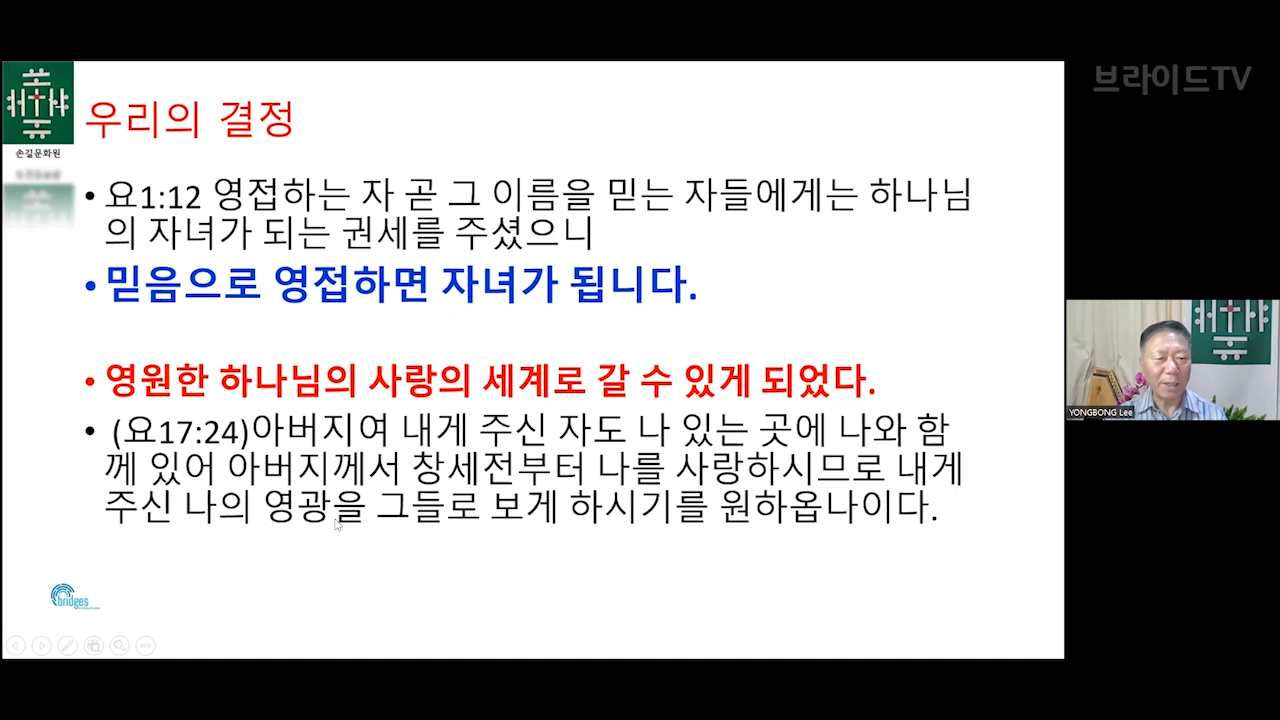 브라이드TV
손길문화원
우리의 결정
• 요1:12 영접하는 자 곧 그 이름을 믿는 자들에게는 하나님
의 자녀가 되는 권세를 주셨으니
• 믿음으로 영접하면 자녀가 됩니다.
• 영원한 하나님의 사랑의 세계로 갈 수 있게 되었다.
• (요17:24)아버지여 내게 주신 자도 나 있는 곳에 나와 함
께 있어 아버지께서 창세전부터 나를 사랑하시므로 내게
주신 나의 영광을 그들로 보게 하시기를 원하옵나이다.
YONGBONG Lee
bridges